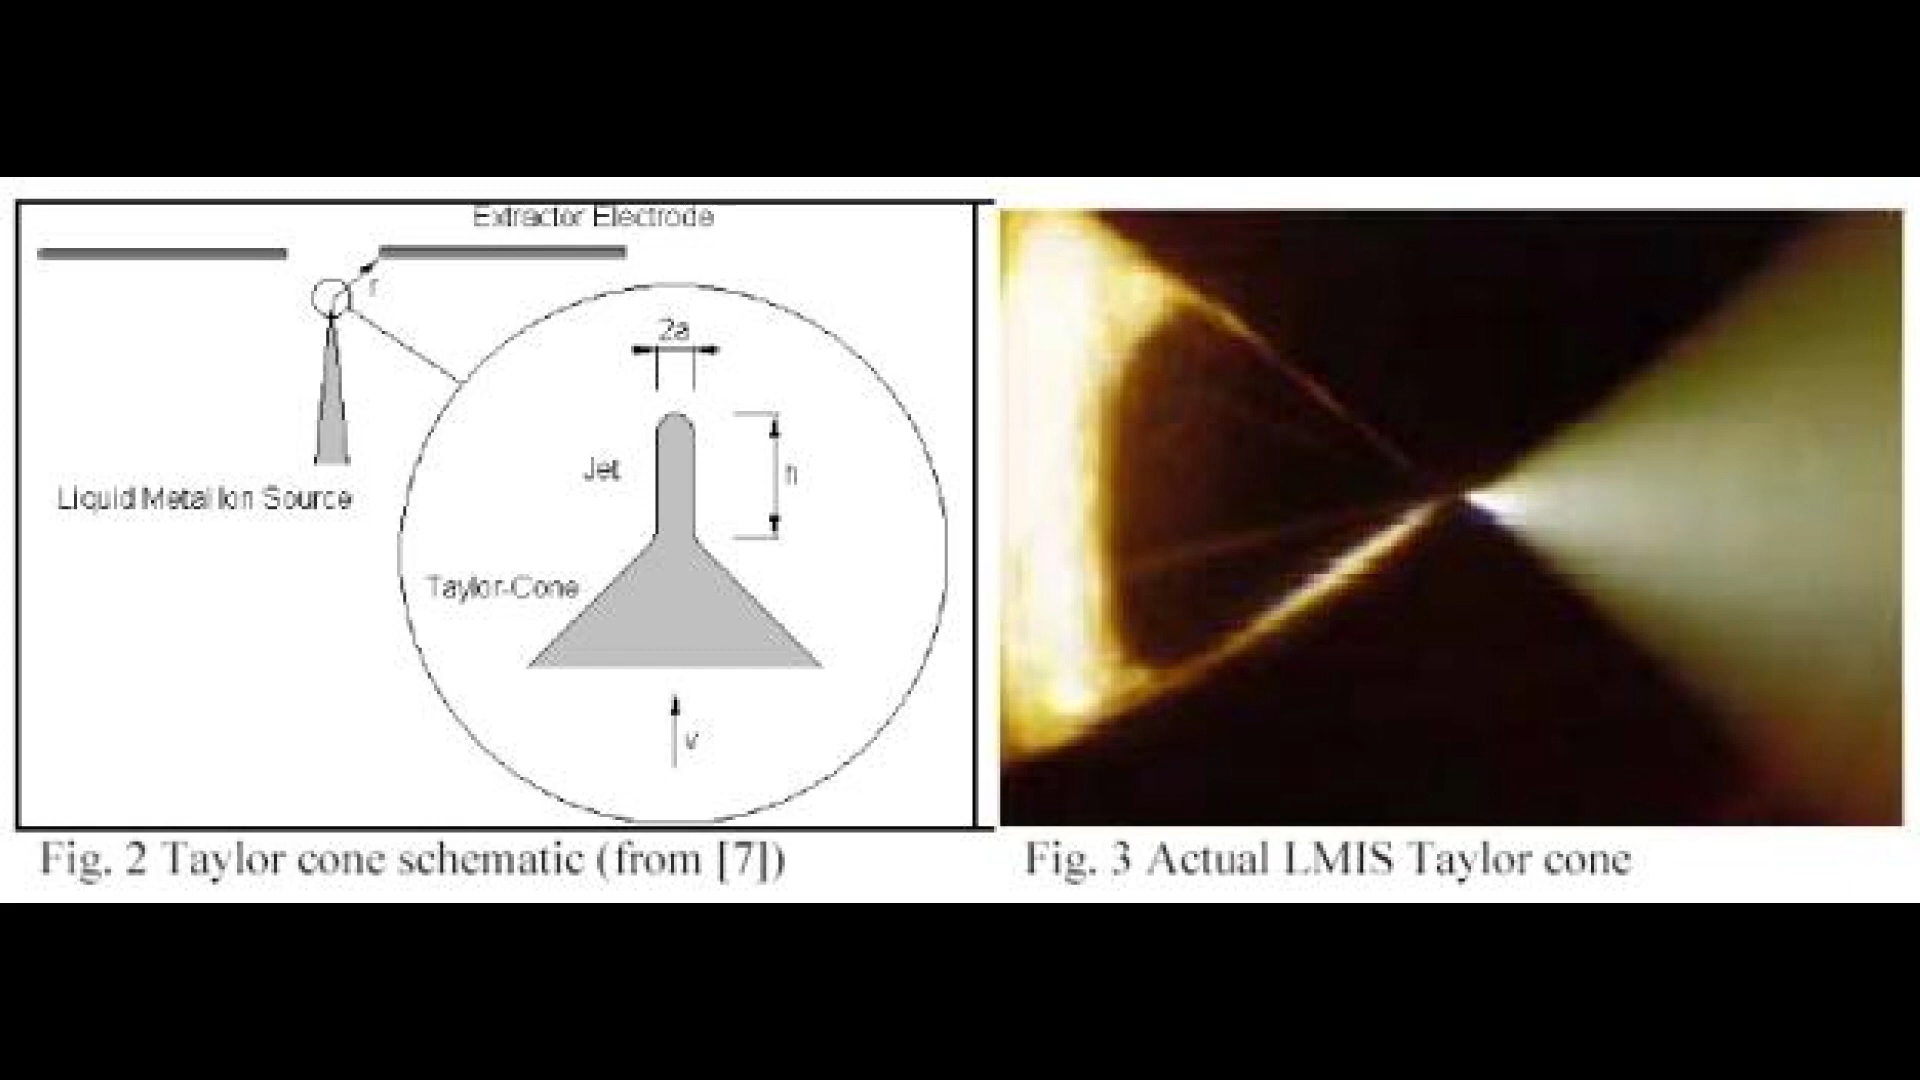 Extractor Electrode
r
2a
Jet
h
Liquid Metal Ion Source
Taylor-Cone
v
Fig. 2 Taylor cone schematic (from [7])
Fig. 3 Actual LMIS Taylor cone